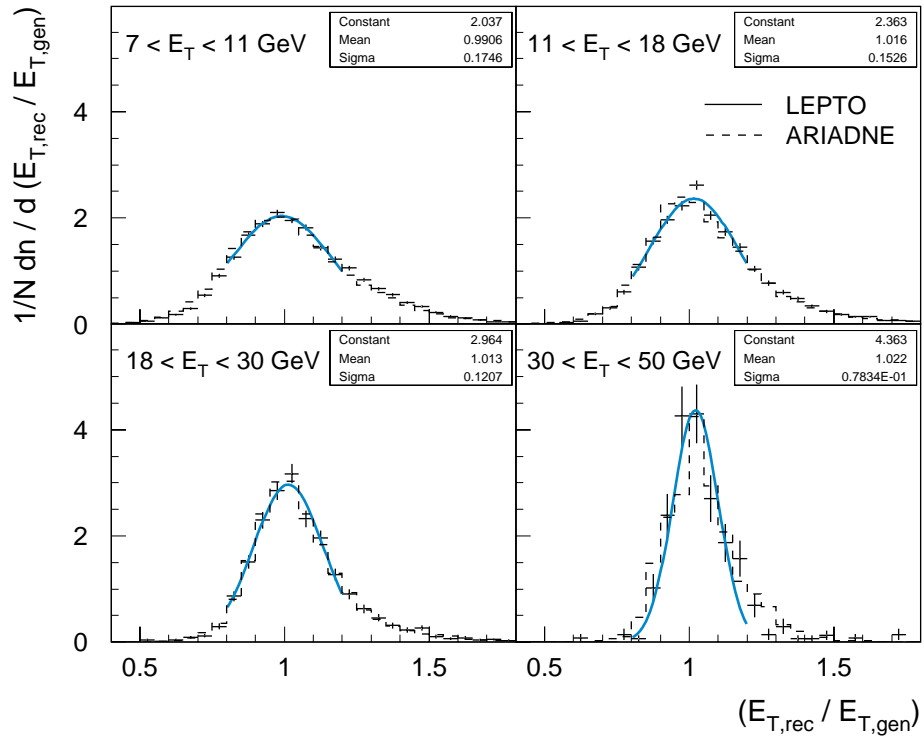 1/N dn / d (E_T,rec / E_T,gen)
7 < E_T < 11 GeV
Constant 2.037
Mean 0.9906
Sigma 0.1746
11 < E_T < 18 GeV
Constant 2.363
Mean 1.016
Sigma 0.1526
LEPTO
ARIADNE
4
2
0
18 < E_T < 30 GeV
Constant 2.964
Mean 1.013
Sigma 0.1207
30 < E_T < 50 GeV
Constant 4.363
Mean 1.022
Sigma 0.7834E-01
4
2
0
0.5 1 1.5
0.5 1 1.5
(E_T,rec / E_T,gen)